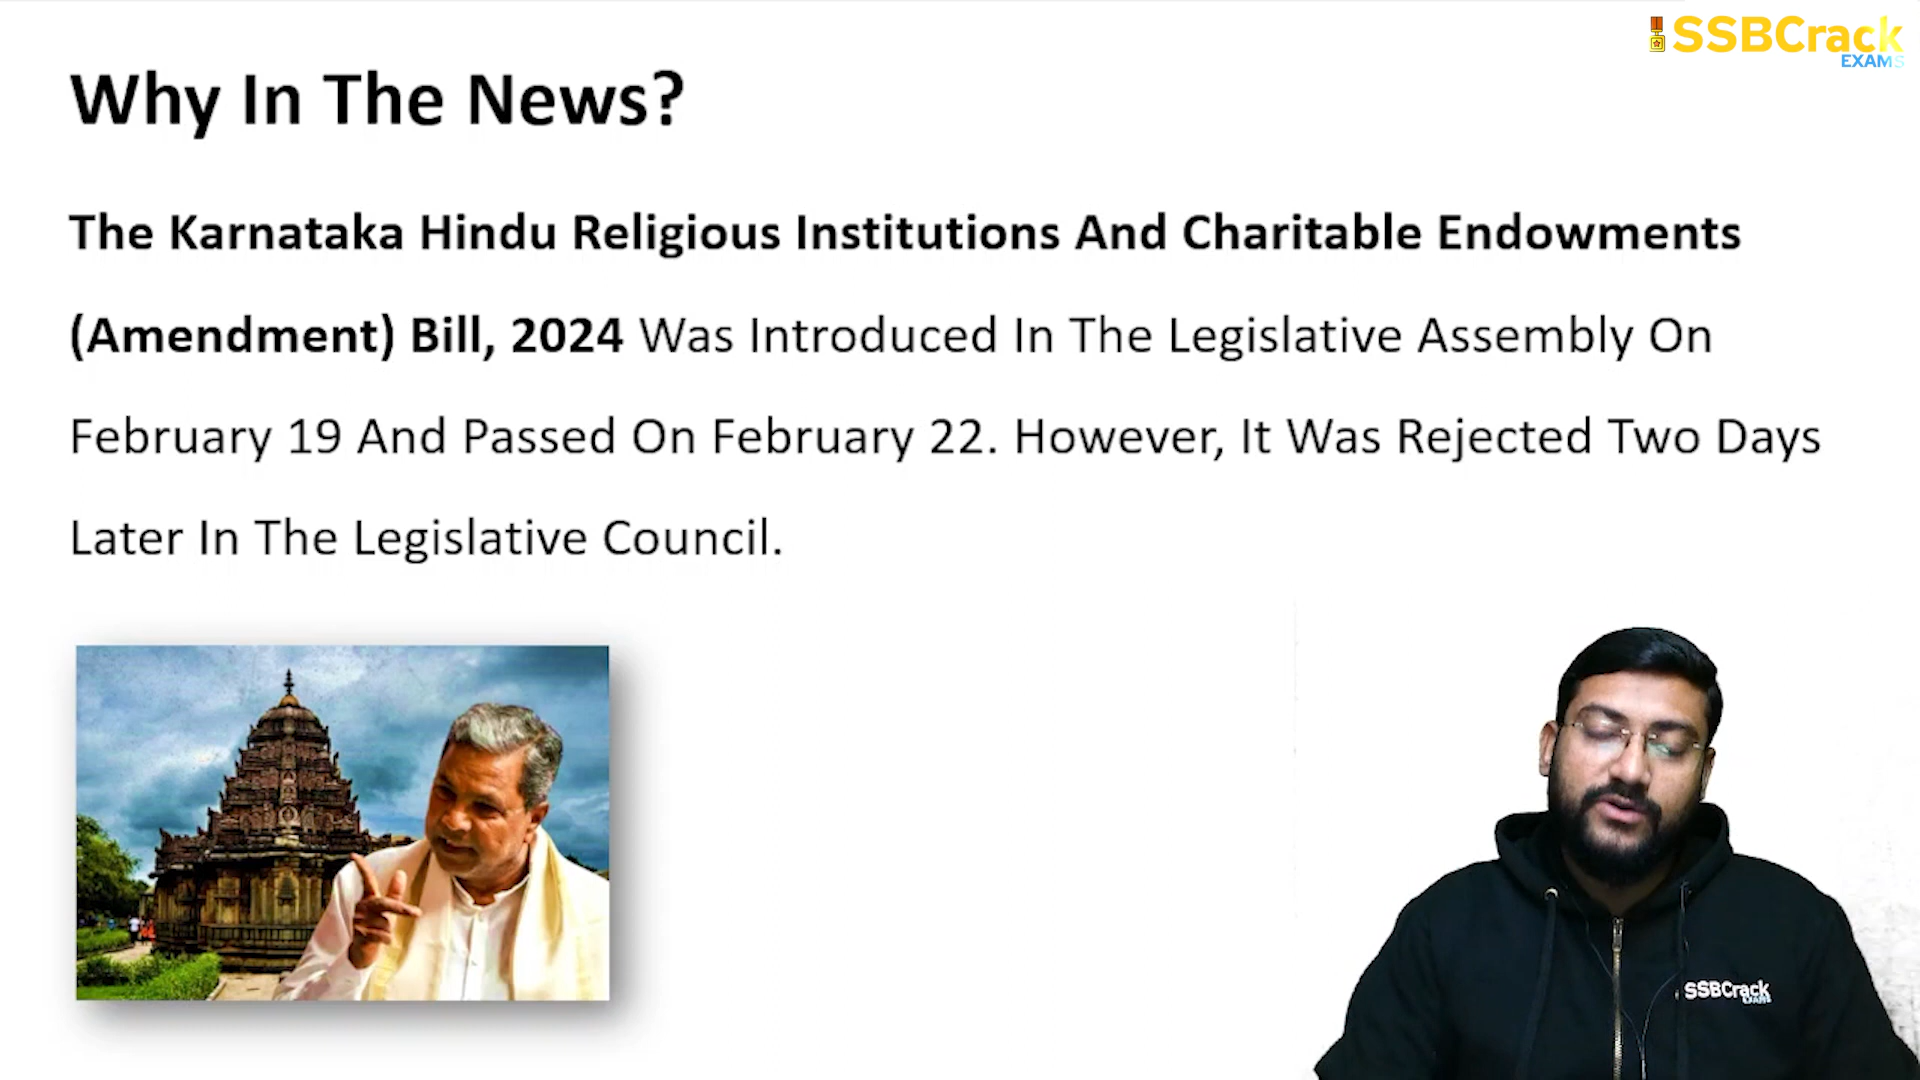 SSBCrack
EXAMS
Why In The News?
The Karnataka Hindu Religious Institutions And Charitable Endowments
(Amendment) Bill, 2024 Was Introduced In The Legislative Assembly On
February 19 And Passed On February 22. However, It Was Rejected Two Days
Later In The Legislative Council.
SSBCrack
EXAMS